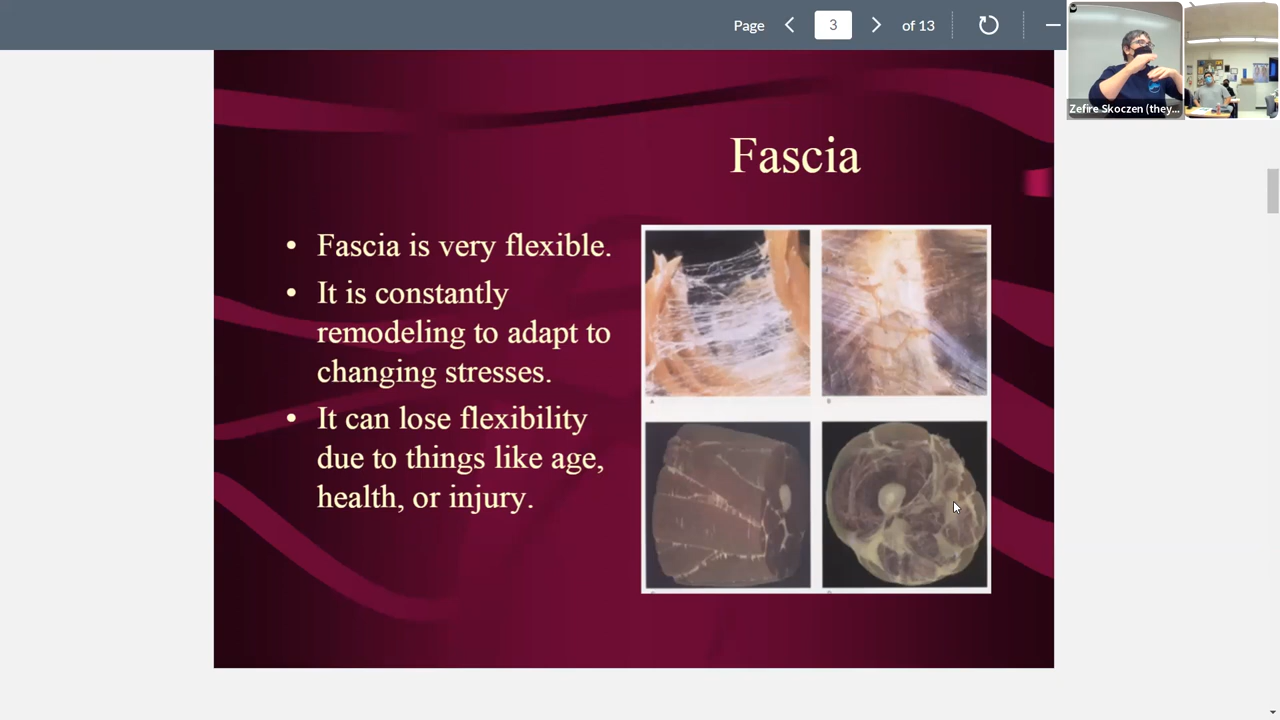 Page 3 of 13
Zefire Skoczen (they...
Fascia
• Fascia is very flexible.
• It is constantly
remodeling to adapt to
changing stresses.
• It can lose flexibility
due to things like age,
health, or injury.
A
B